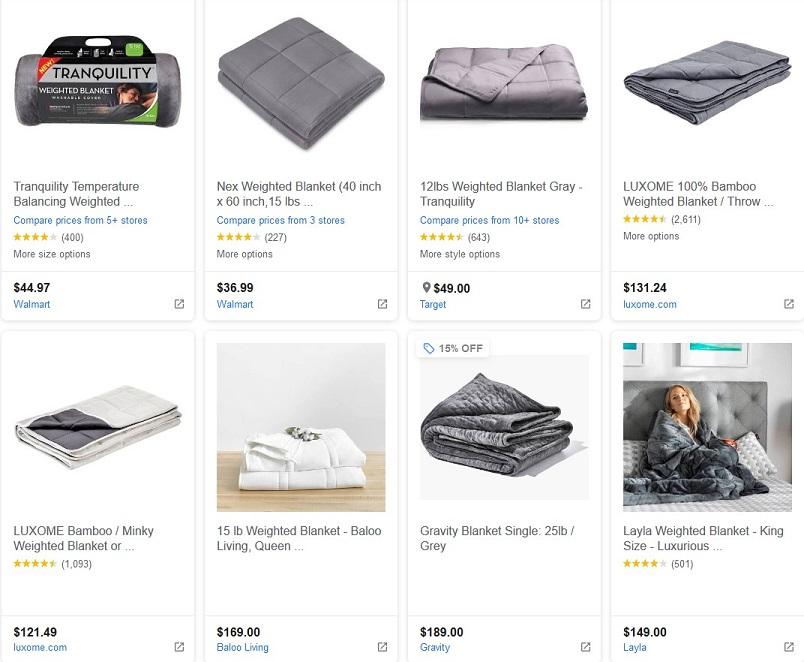 NEW!
TRANQUILITY
WEIGHTED BLANKET
WASHABLE COVER
Tranquility Temperature
Balancing Weighted ...
Compare prices from 5+ stores
(400)
More size options
$44.97
Walmart
Nex Weighted Blanket (40 inch
x 60 inch,15 lbs ...
Compare prices from 3 stores
(227)
More options
$36.99
Walmart
12lbs Weighted Blanket Gray -
Tranquility
Compare prices from 10+ stores
(643)
More style options
$49.00
Target
LUXOME 100% Bamboo
Weighted Blanket / Throw ...
(2,611)
More options
$131.24
luxome.com
LUXOME Bamboo / Minky
Weighted Blanket or ...
(1,093)
$121.49
luxome.com
15 lb Weighted Blanket - Baloo
Living, Queen ...
$169.00
Baloo Living
15% OFF
Gravity Blanket Single: 25lb /
Grey
$189.00
Gravity
Layla Weighted Blanket - King
Size - Luxurious ...
(501)
$149.00
Layla